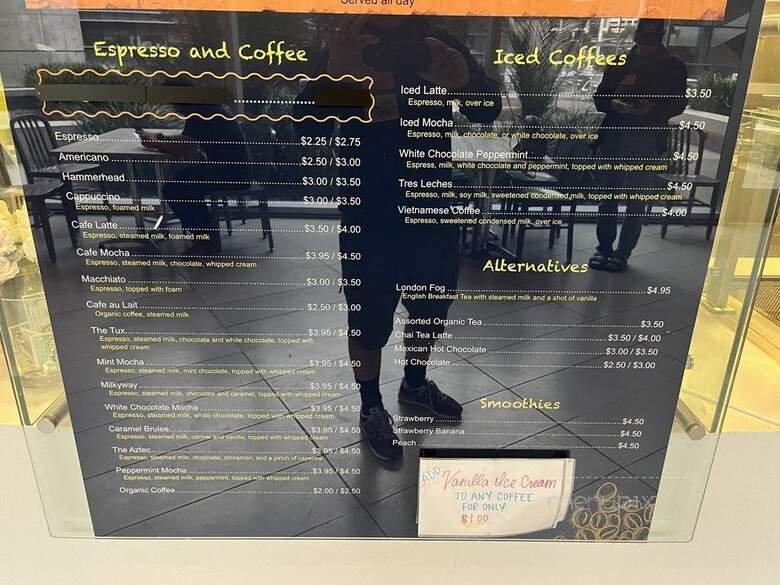 Served all day
Espresso and Coffee
Espresso $2.25 / $2.75
Americano $2.50 / $3.00
Hammerhead $3.00 / $3.50
Cappuccino $3.00 / $3.50
Espresso, foamed milk
Cafe Latte $3.50 / $4.00
Espresso, steamed milk, foamed milk
Cafe Mocha $3.95 / $4.50
Espresso, steamed milk, chocolate, whipped cream
Macchiato $3.00 / $3.50
Espresso, topped with foam
Cafe au Lait $2.50 / $3.00
Organic coffee, steamed milk
The Tux $3.95 / $4.50
Espresso, steamed milk, chocolate and white chocolate, topped with
whipped cream
Mint Mocha $3.95 / $4.50
Espresso, steamed milk, mint chocolate, topped with whipped cream
Milkyway $3.95 / $4.50
Espresso, steamed milk, chocolate and caramel, topped with whipped cream
White Chocolate Mocha $3.95 / $4.50
Espresso, steamed milk, white chocolate, topped with whipped cream
Caramel Brulee $3.95 / $4.50
Espresso, steamed milk, carmel and vanilla, topped with whipped cream
The Aztec $3.95 / $4.50
Espresso, steamed milk, chocolate, cinnamon, and a pinch of cayenne
Peppermint Mocha $3.95 / $4.50
Espresso, steamed milk, peppermint, topped with whipped cream
Organic Coffee $2.00 / $2.50
Iced Coffees
Iced Latte $3.50
Espresso, milk, over ice
Iced Mocha $4.50
Espresso, milk, chocolate, or white chocolate, over ice
White Chocolate Peppermint $4.50
Espress, milk, white chocolate and peppermint, topped with whipped cream
Tres Leches $4.50
Espresso, milk, soy milk, sweetened condensed milk, topped with whipped cream
Vietnamese Coffee $4.00
Espresso, sweetened condensed milk, over ice
Alternatives
London Fog $4.95
English Breakfast Tea with steamed milk and a shot of vanilla
Assorted Organic Tea $3.50
Chai Tea Latte $3.50 / $4.00
Mexican Hot Chocolate $3.00 / $3.50
Hot Chocolate $2.50 / $3.00
Smoothies
Strawberry $4.50
Strawberry Banana $4.50
Peach $4.50
ADD Vanilla Ice Cream
TO ANY COFFEE
FOR ONLY
$1.00
menupix